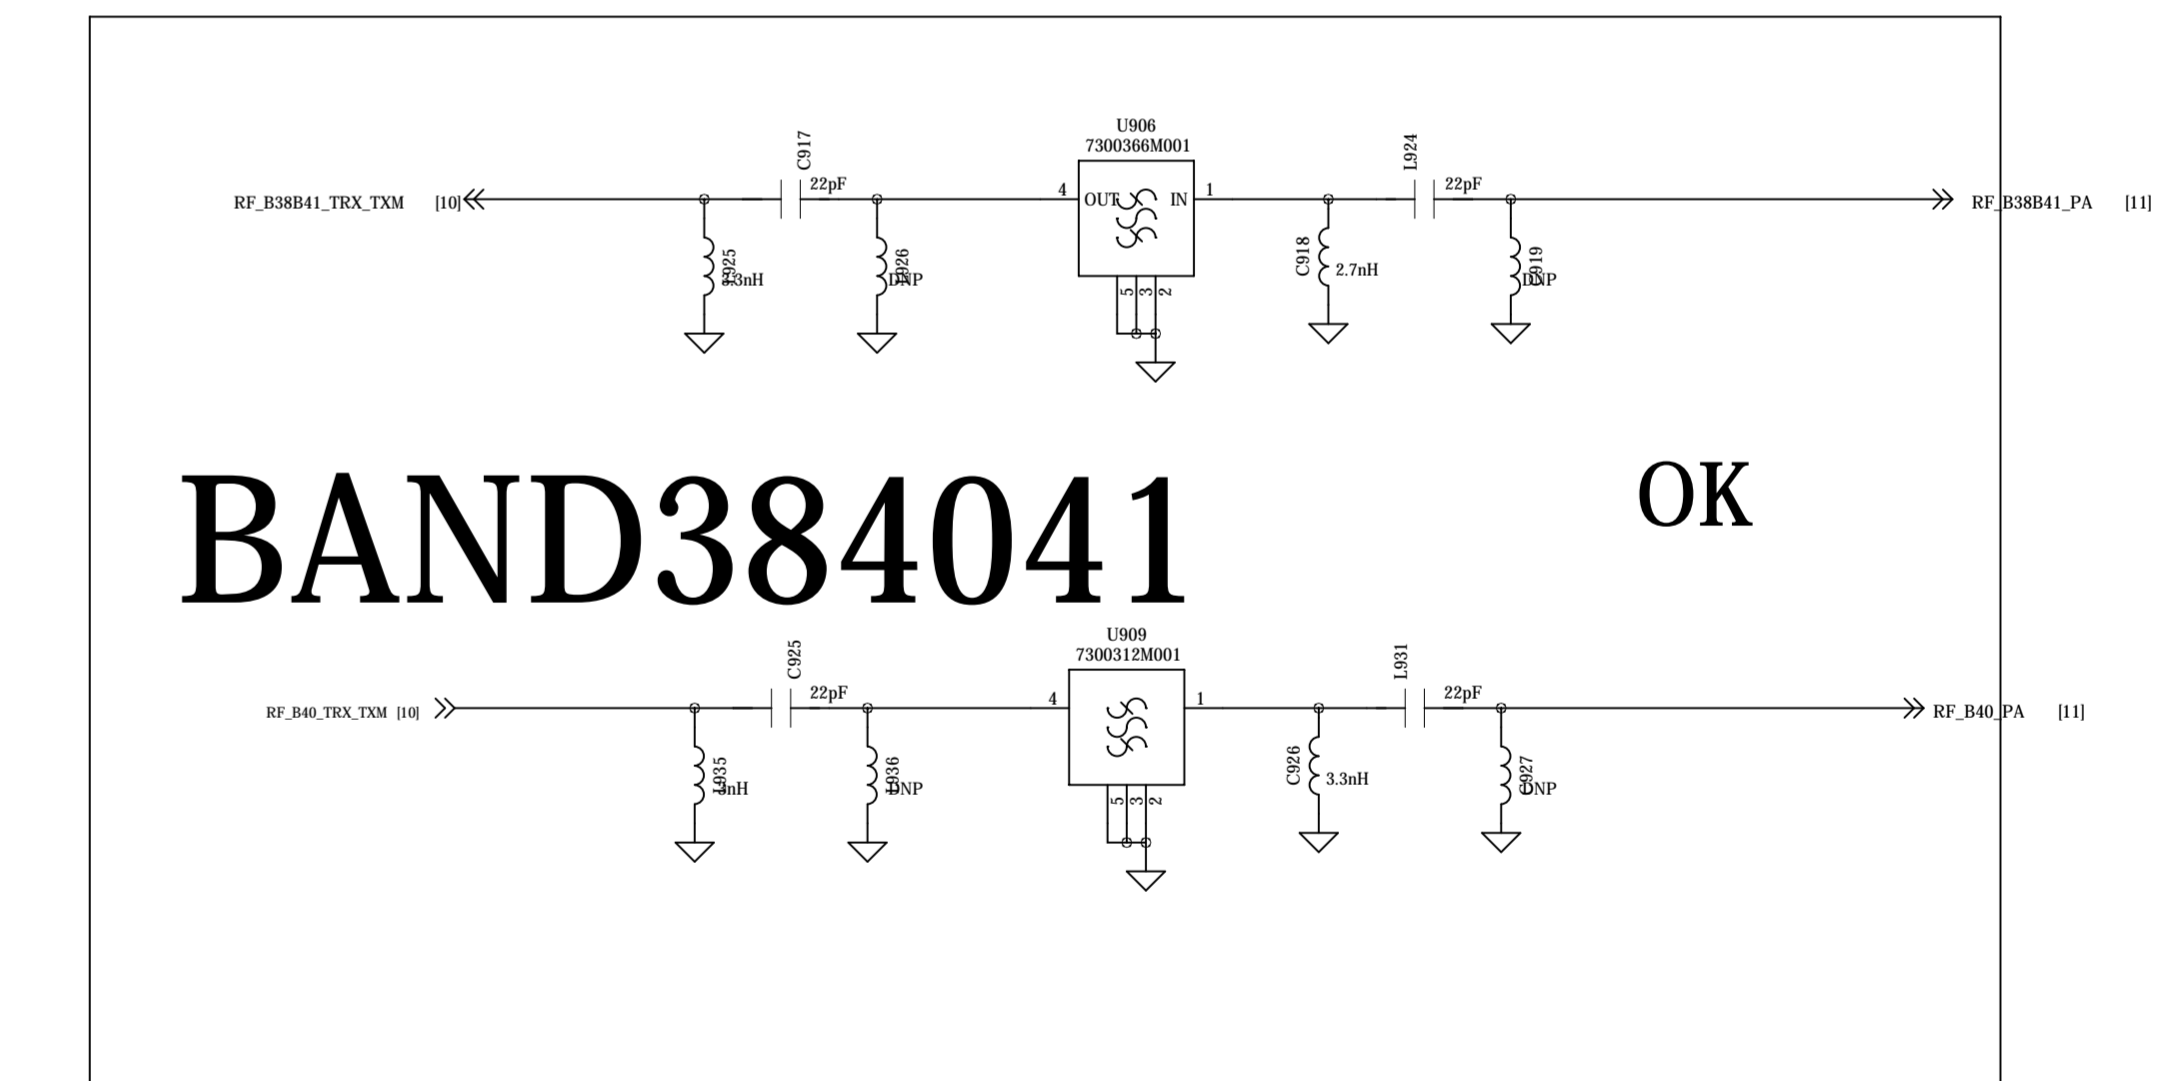 U906
7300366M001
C917
L924
22pF
22pF
RF_B38B41_TRX_TXM [10]
4
OUT
IN
1
RF_B38B41_PA [11]
L925
3.3nH
L926
DNP
C918
2.7nH
C919
DNP
5
3
2
BAND384041
OK
U909
7300312M001
C925
L931
22pF
22pF
RF_B40_TRX_TXM [10]
4
1
RF_B40_PA [11]
L935
3nH
L936
DNP
C926
3.3nH
C927
DNP
5
3
2